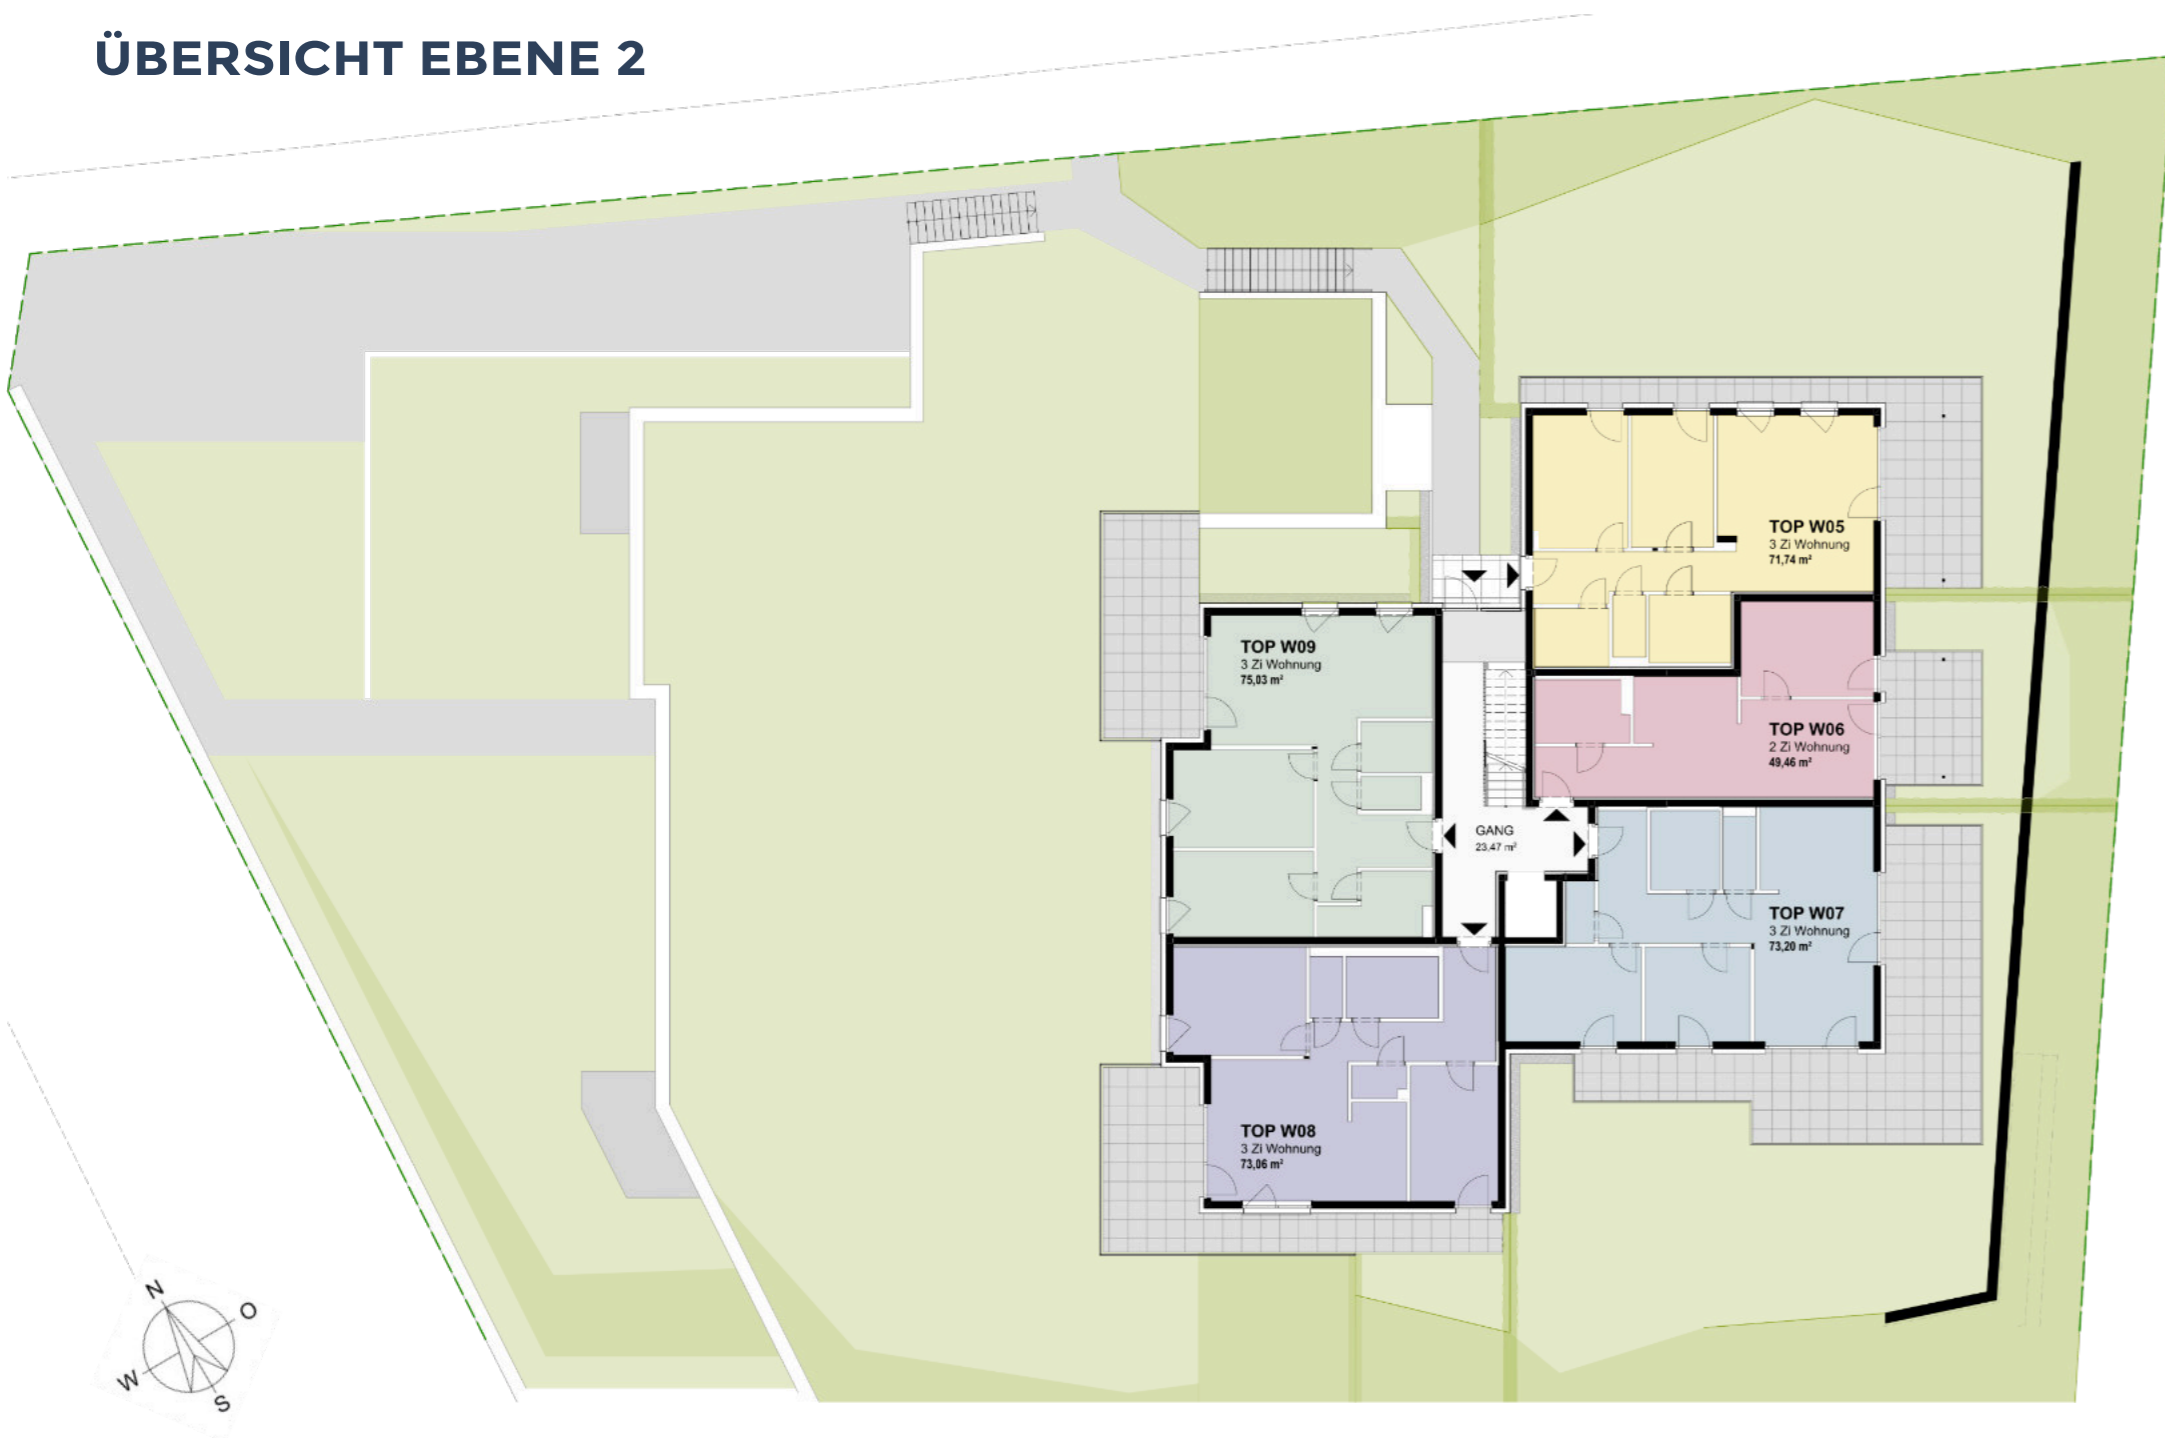 ÜBERSICHT EBENE 2
TOP W05
3 Zi Wohnung
71,74 m²
TOP W09
3 Zi Wohnung
75,03 m²
TOP W06
2 Zi Wohnung
49,46 m²
GANG
23,47 m²
TOP W07
3 Zi Wohnung
73,20 m²
TOP W08
3 Zi Wohnung
73,06 m²
N
O
W
S